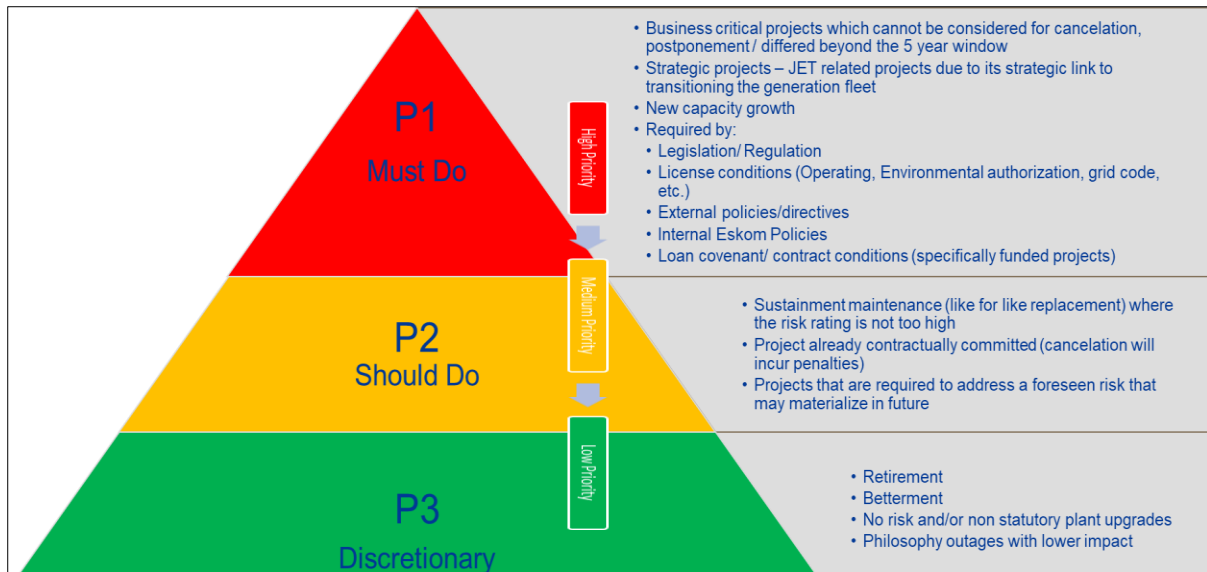 P1
Must Do
High Priority
• Business critical projects which cannot be considered for cancelation,
postponement / differed beyond the 5 year window
• Strategic projects – JET related projects due to its strategic link to
transitioning the generation fleet
• New capacity growth
• Required by:
• Legislation/ Regulation
• License conditions (Operating, Environmental authorization, grid code,
etc.)
• External policies/directives
• Internal Eskom Policies
• Loan covenant/ contract conditions (specifically funded projects)
P2
Should Do
Medium Priority
• Sustainment maintenance (like for like replacement) where
the risk rating is not too high
• Project already contractually committed (cancelation will
incur penalties)
• Projects that are required to address a foreseen risk that
may materialize in future
P3
Discretionary
Low Priority
• Retirement
• Betterment
• No risk and/or non statutory plant upgrades
• Philosophy outages with lower impact